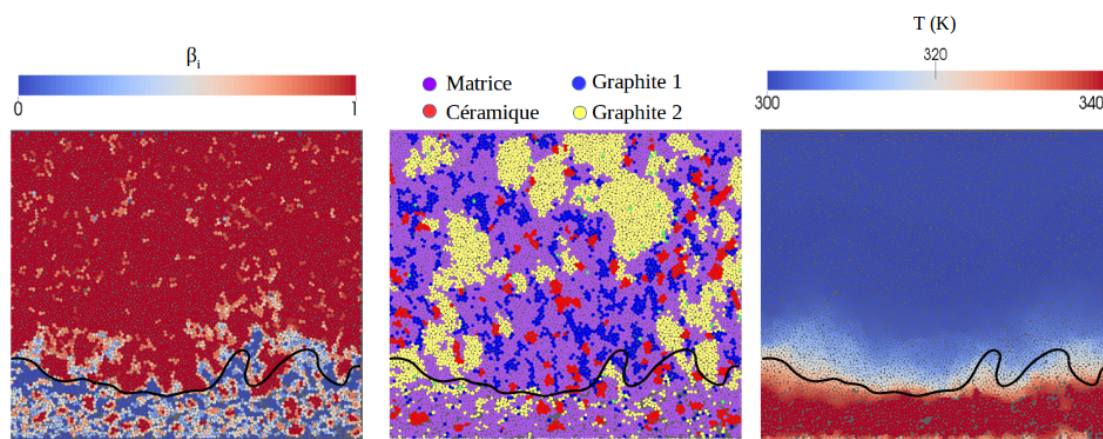 βi
0 1
Matrice Graphite 1
Céramique Graphite 2
T (K)
320
300 340